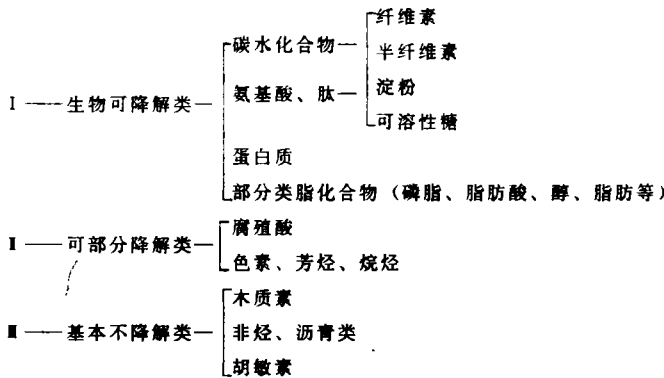 纤维素
碳水化合物
半纤维素
氨基酸、肽
淀粉
Ⅰ 生物可降解类
可溶性糖
蛋白质
部分类脂化合物（磷脂、脂肪酸、醇、脂肪等）
腐殖酸
Ⅱ 可部分降解类
色素、芳烃、烷烃
木质素
Ⅲ 基本不降解类
非烃、沥青类
胡敏素